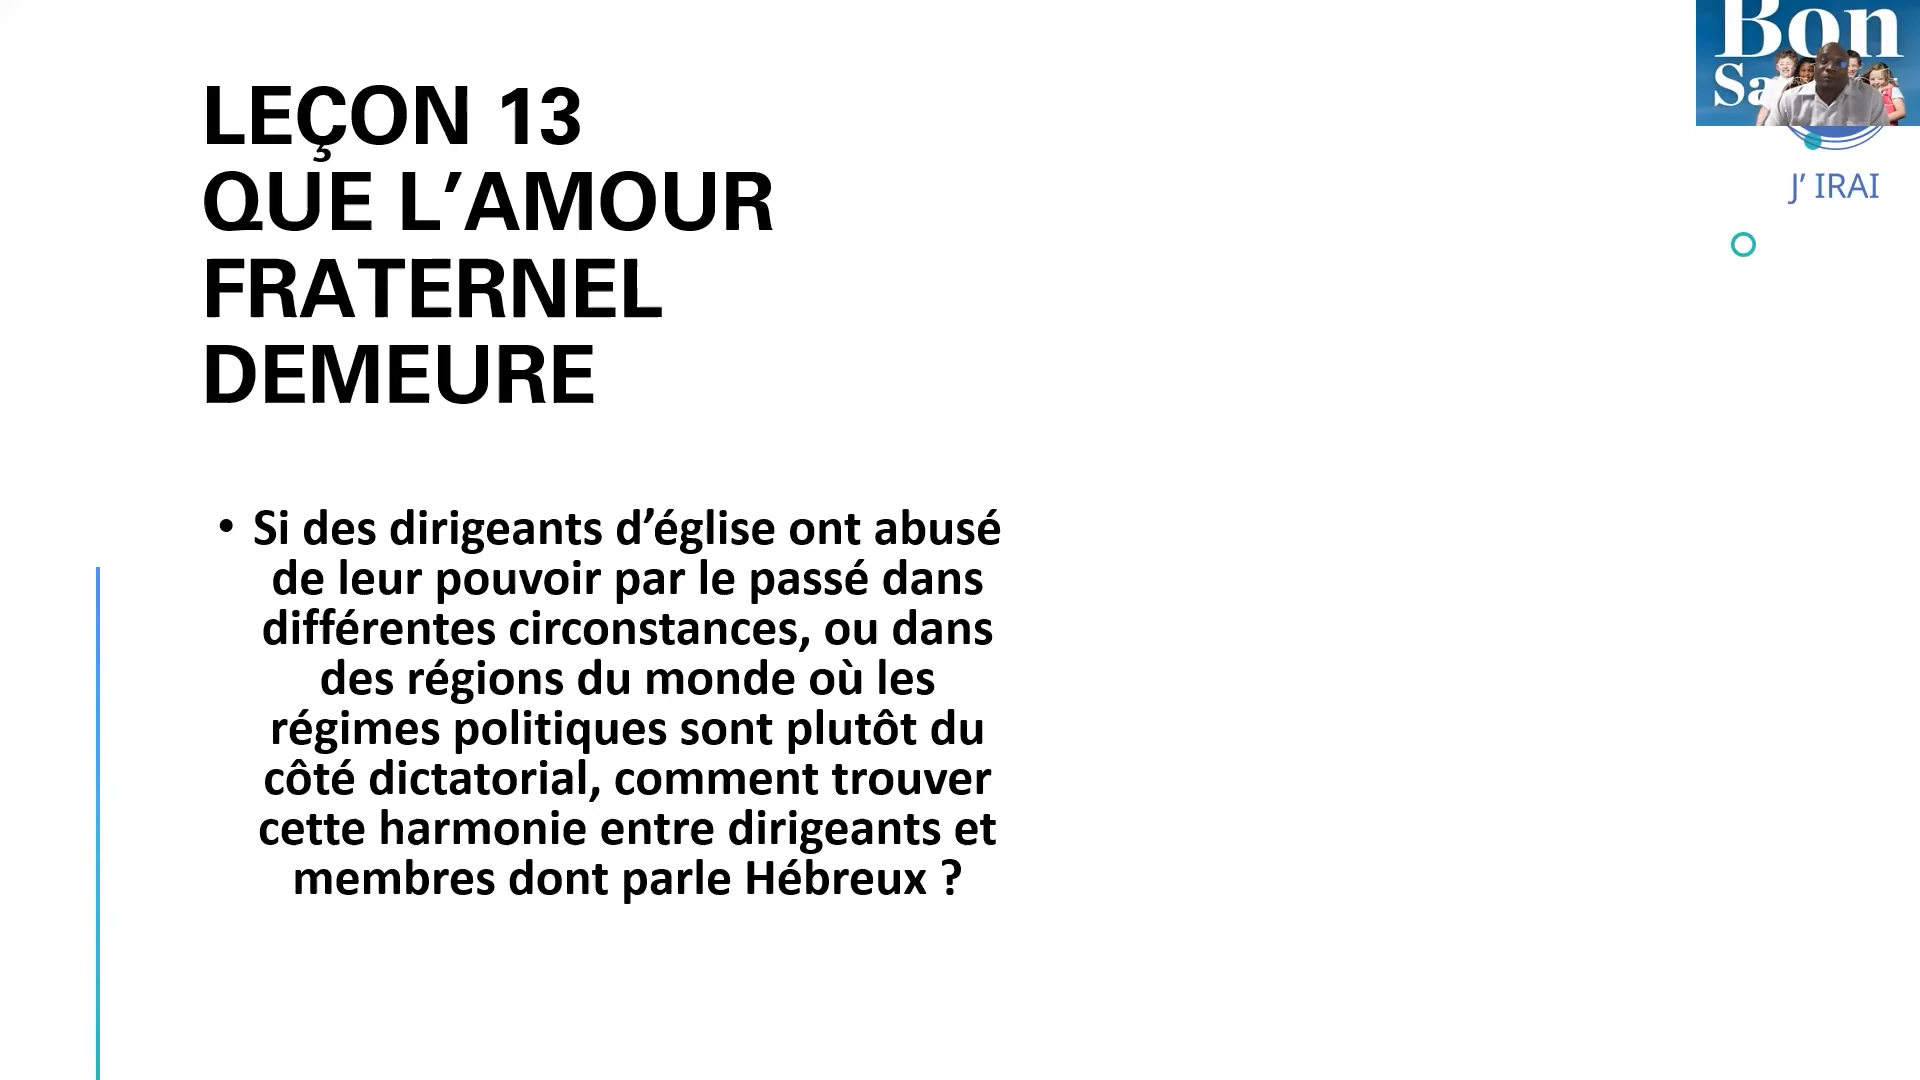 LEÇON 13
QUE L’AMOUR
FRATERNEL
DEMEURE
• Si des dirigeants d’église ont abusé
de leur pouvoir par le passé dans
différentes circonstances, ou dans
des régions du monde où les
régimes politiques sont plutôt du
côté dictatorial, comment trouver
cette harmonie entre dirigeants et
membres dont parle Hébreux ?
Bon
J’ IRAI